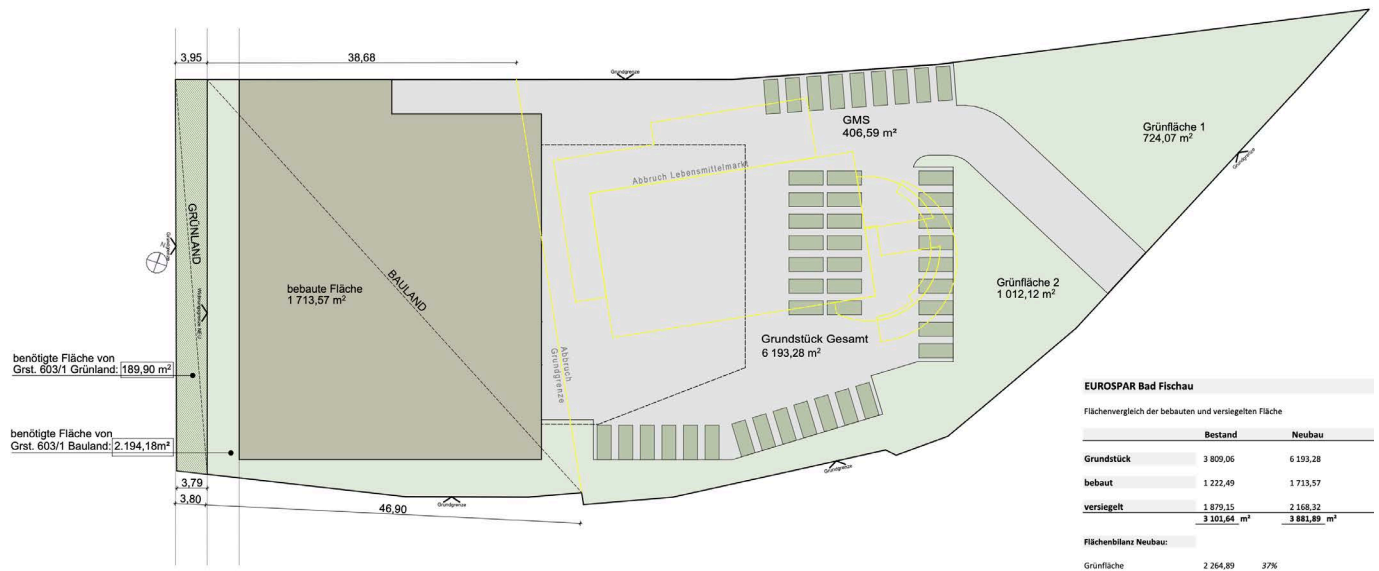 3,95
38,68
Grundgrenze
GMS
406,59 m²
Grünfläche 1
724,07 m²
Grundgrenze
Abbruch Lebensmittelmarkt
GRÜNLAND
Grundgrenze
N
BAULAND
bebaute Fläche
1 713,57 m²
Grünfläche 2
1 012,12 m²
Grundstück Gesamt
6 193,28 m²
Abbruch
Grundgrenze
benötigte Fläche von
Grst. 603/1 Grünland: 189,90 m²
benötigte Fläche von
Grst. 603/1 Bauland: 2.194,18m²
3,79
3,80
46,90
Grundgrenze
Grundgrenze
EUROSPAR Bad Fischau
Flächenvergleich der bebauten und versiegelten Fläche
Bestand Neubau
Grundstück 3 809,06 6 193,28
bebaut 1 222,49 1 713,57
versiegelt 1 879,15 2 168,32
3 101,64 m² 3 881,89 m²
Flächenbilanz Neubau:
Grünfläche 2 264,89 37%